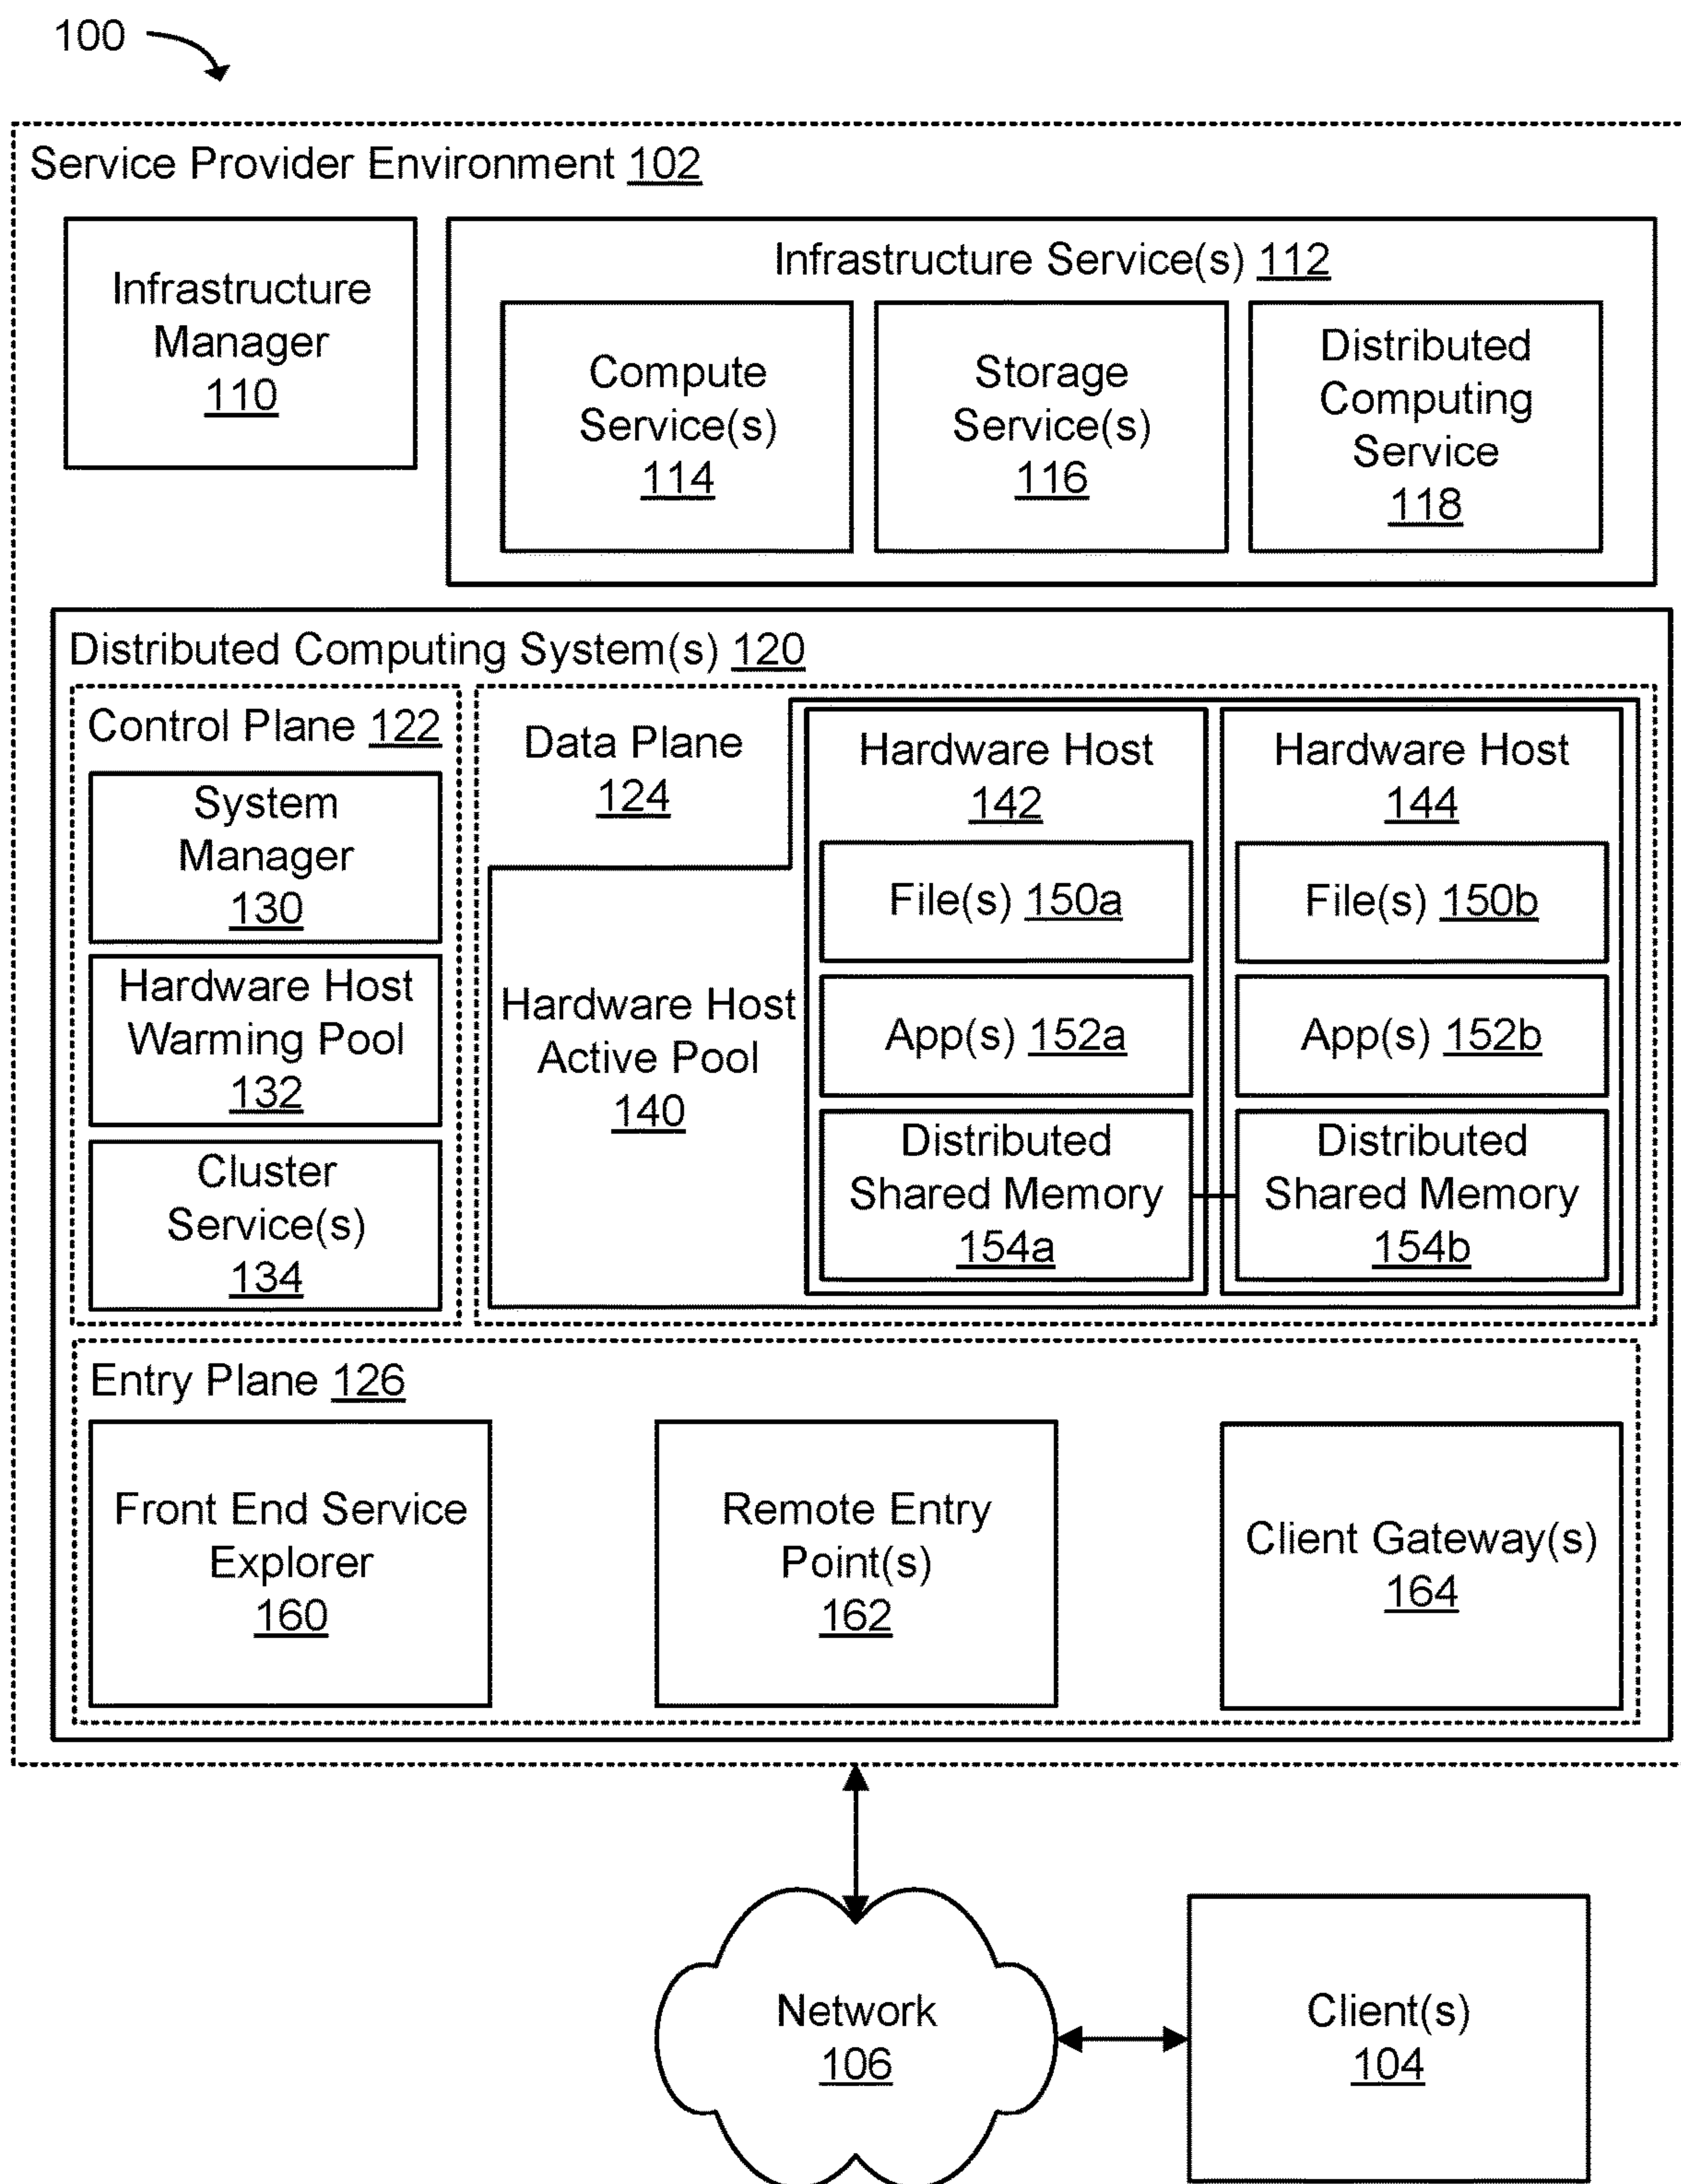 100
Service Provider Environment 102
Infrastructure
Manager
110
Infrastructure Service(s) 112
Compute
Service(s)
114
Storage
Service(s)
116
Distributed
Computing
Service
118
Distributed Computing System(s) 120
Control Plane 122
System
Manager
130
Hardware Host
Warming Pool
132
Cluster
Service(s)
134
Data Plane
124
Hardware Host
Active Pool
140
Hardware Host
142
File(s) 150a
App(s) 152a
Distributed
Shared Memory
154a
Hardware Host
144
File(s) 150b
App(s) 152b
Distributed
Shared Memory
154b
Entry Plane 126
Front End Service
Explorer
160
Remote Entry
Point(s)
162
Client Gateway(s)
164
Network
106
Client(s)
104